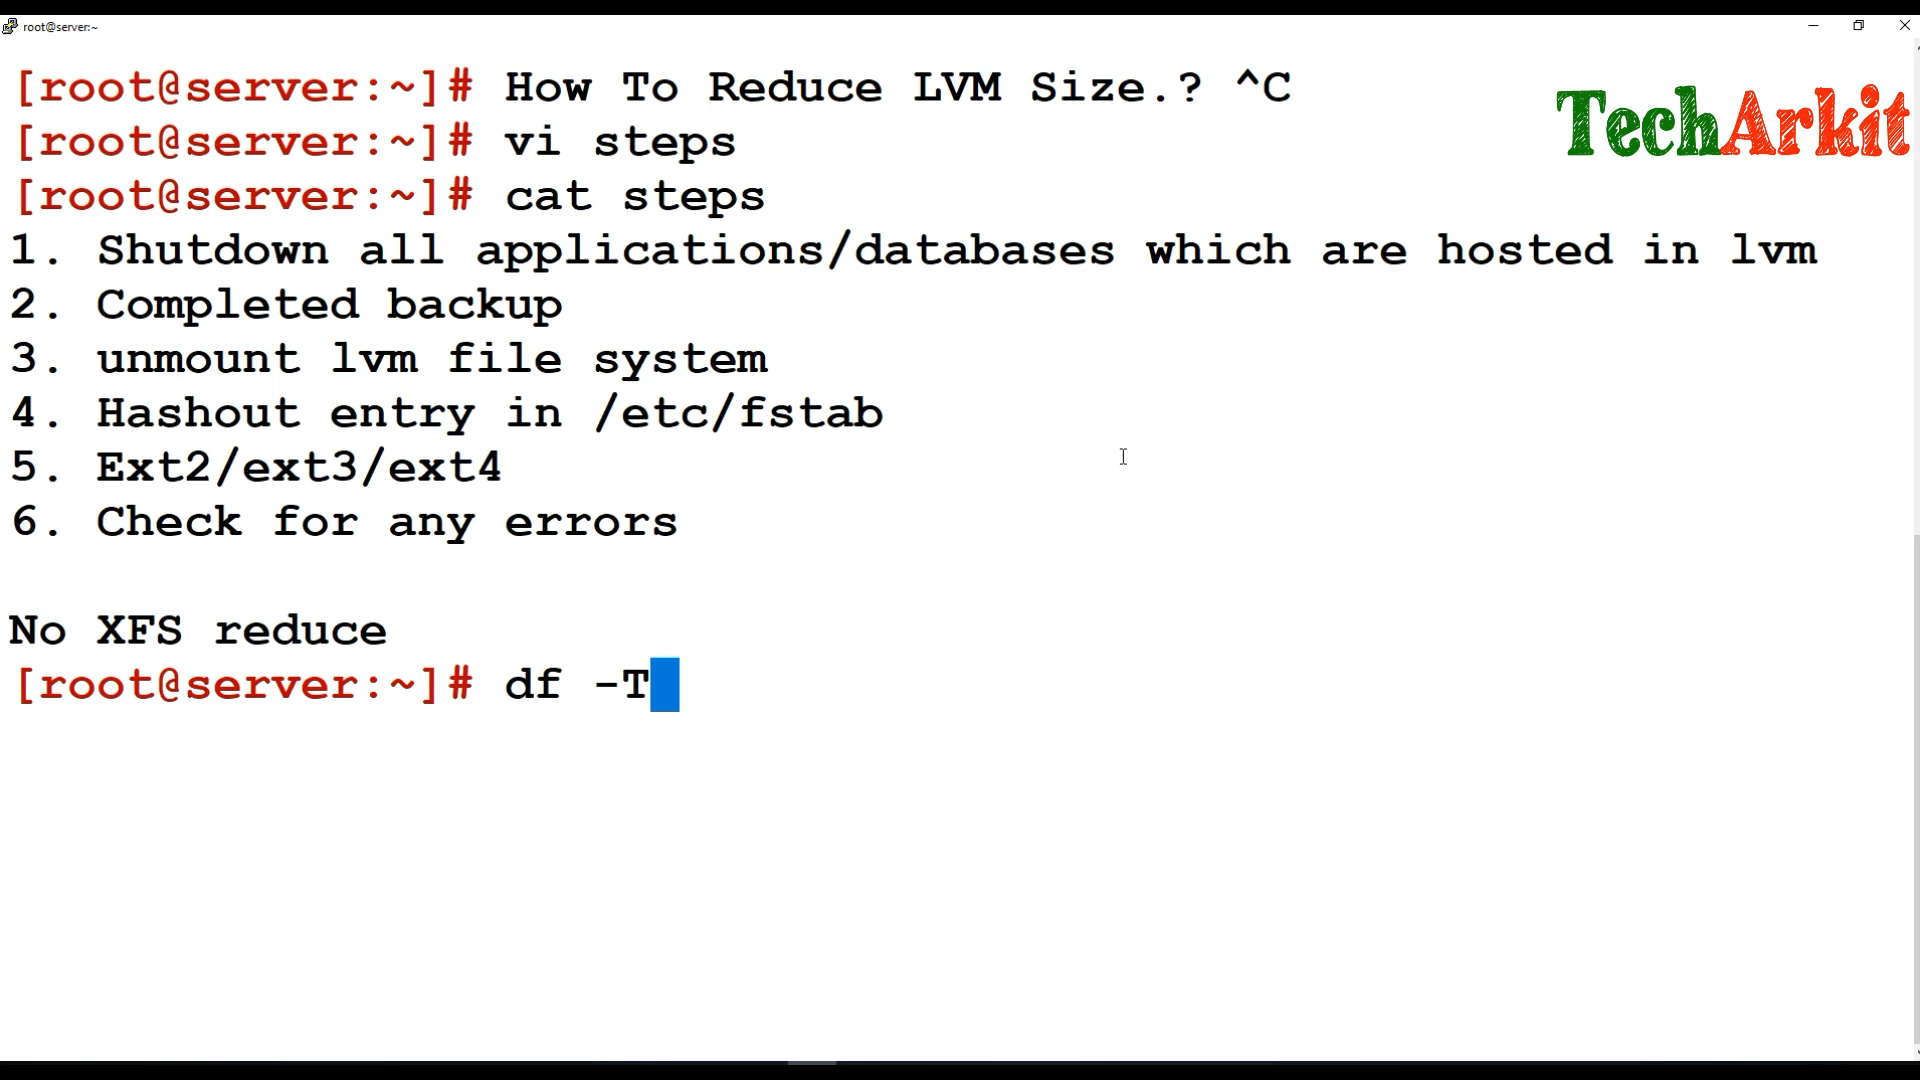 root@server:~
[root@server:~]# How To Reduce LVM Size.? ^C
TechArkit
[root@server:~]# vi steps
[root@server:~]# cat steps
1. Shutdown all applications/databases which are hosted in lvm
2. Completed backup
3. unmount lvm file system
4. Hashout entry in /etc/fstab
5. Ext2/ext3/ext4
6. Check for any errors
No XFS reduce
[root@server:~]# df -T